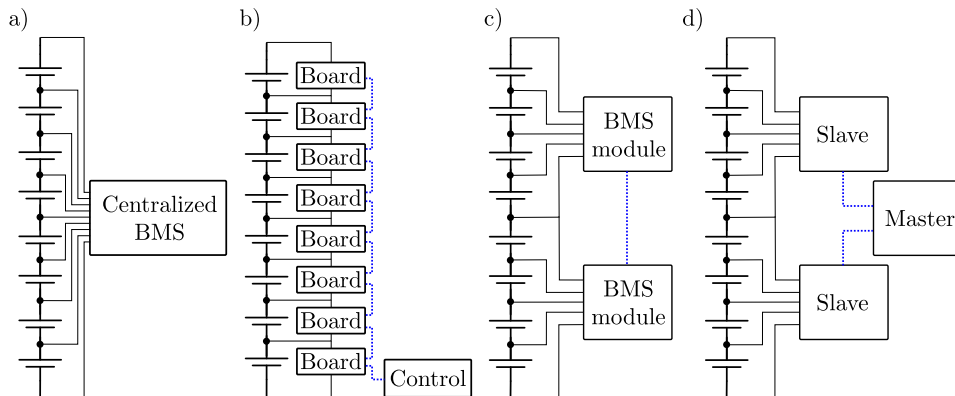 a)
Centralized
BMS
b)
Board
Board
Board
Board
Board
Board
Board
Board
Control
c)
BMS
module
BMS
module
d)
Slave
Master
Slave